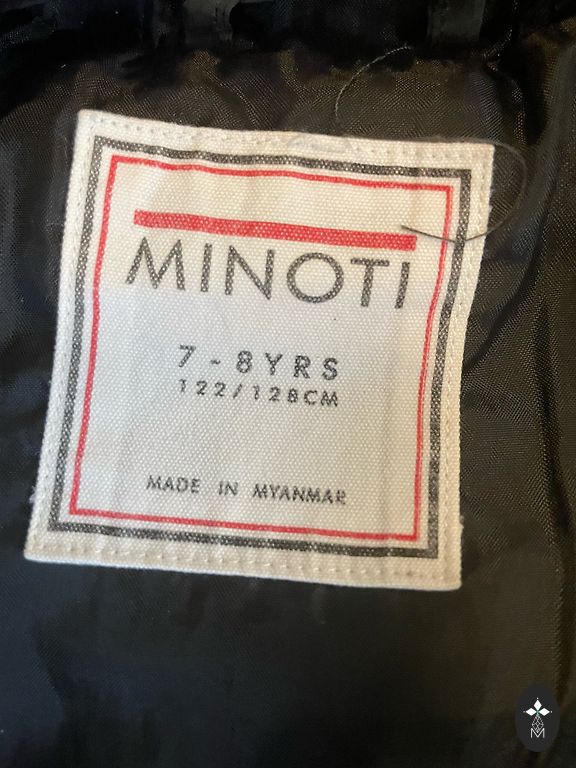 MINOTI
7-8YRS
122/128CM
MADE IN MYANMAR
M